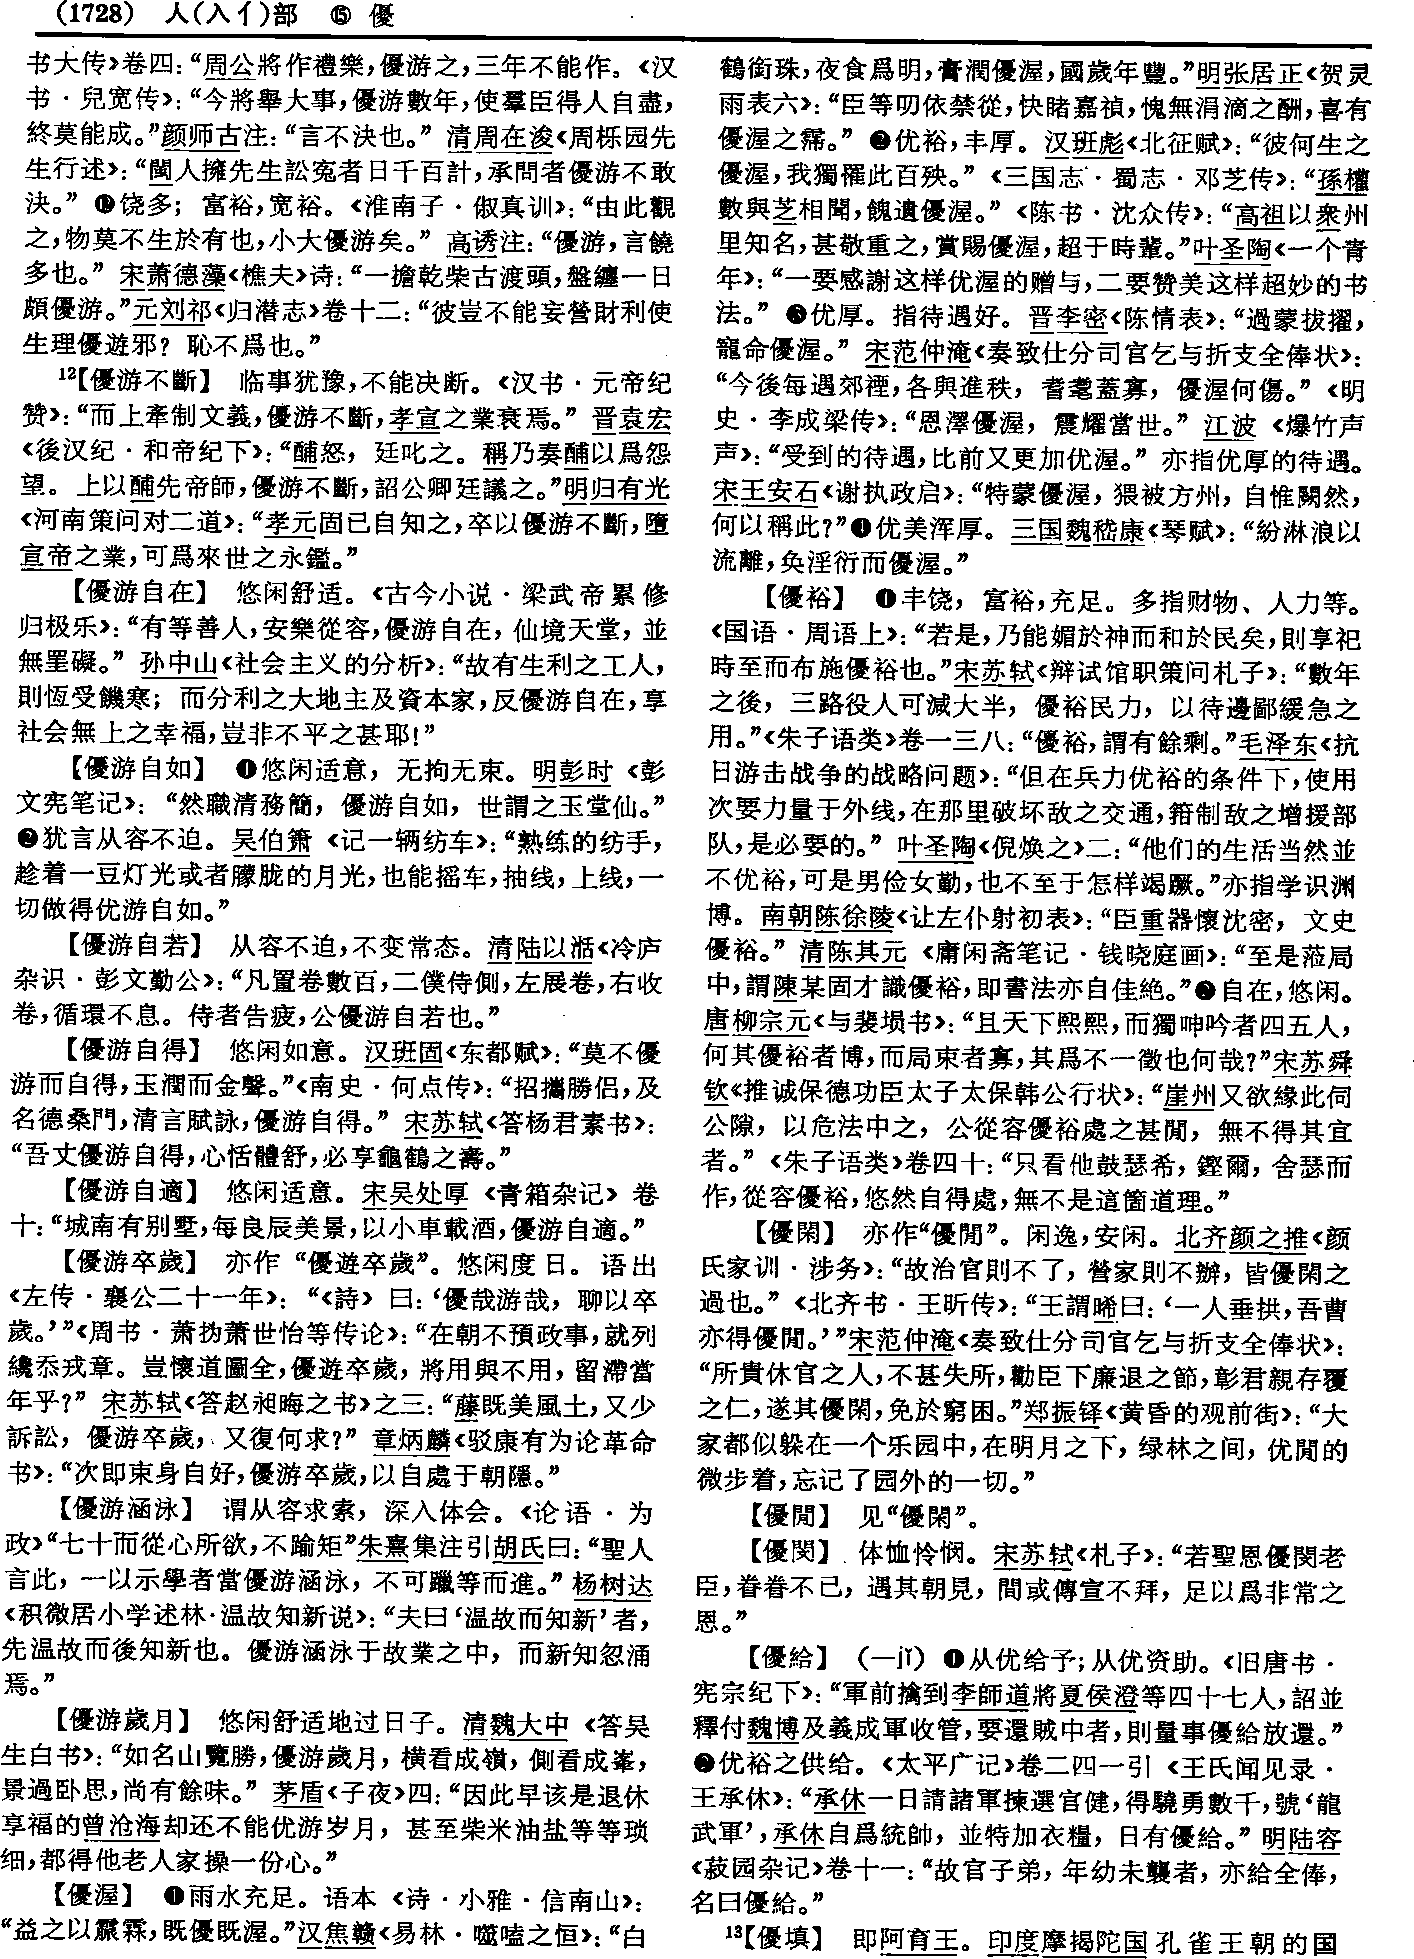 (1728) 人(入亻)部 ⑮ 優
书大传》卷四：“周公將作禮樂，優游之，三年不能作。《汉
书·兒宽传》：“今將舉大事，優游數年，使羣臣得人自盡，
終莫能成。”颜师古注：“言不決也。” 清周在浚《周栎园先
生行述》：“閩人擁先生訟冤者日千百計，承問者優游不敢
決。” ⓬饶多；富裕，宽裕。《淮南子·俶真训》：“由此觀
之，物莫不生於有也，小大優游矣。” 高诱注：“優游，言饒
多也。” 宋萧德藻《樵夫》诗：“一擔乾柴古渡頭，盤纏一日
頗優游。”元刘祁《归潜志》卷十二：“彼豈不能妄營財利使
生理優遊邪？恥不爲也。”
12【優游不斷】 临事犹豫，不能决断。《汉书·元帝纪
赞》：“而上牽制文義，優游不斷，孝宣之業衰焉。” 晋袁宏
《後汉纪·和帝纪下》：“酺怒，廷叱之。稱乃奏酺以爲怨
望。上以酺先帝師，優游不斷，詔公卿廷議之。”明归有光
《河南策问对二道》：“孝元固已自知之，卒以優游不斷，墮
宣帝之業，可爲來世之永鑑。”
【優游自在】 悠闲舒适。《古今小说·梁武帝累修
归极乐》：“有等善人，安樂從容，優游自在，仙境天堂，並
無罣礙。” 孙中山《社会主义的分析》：“故有生利之工人，
則恆受饑寒；而分利之大地主及資本家，反優游自在，享
社会無上之幸福，豈非不平之甚耶！”
【優游自如】 ❶悠闲适意，无拘无束。明彭时《彭
文宪笔记》：“然職清務簡，優游自如，世謂之玉堂仙。”
❷犹言从容不迫。吴伯箫《记一辆纺车》：“熟练的纺手，
趁着一豆灯光或者朦胧的月光，也能摇车，抽线，上线，一
切做得优游自如。”
【優游自若】 从容不迫，不变常态。清陆以湉《冷庐
杂识·彭文勤公》：“凡置卷數百，二僕侍側，左展卷，右收
卷，循環不息。侍者告疲，公優游自若也。”
【優游自得】 悠闲如意。汉班固《东都赋》：“莫不優
游而自得，玉潤而金聲。”《南史·何点传》：“招攜勝侣，及
名德桑門，清言賦詠，優游自得。” 宋苏轼《答杨君素书》：
“吾丈優游自得，心恬體舒，必享龜鶴之壽。”
【優游自適】 悠闲适意。宋吴处厚《青箱杂记》卷
十：“城南有别墅，每良辰美景，以小車載酒，優游自適。”
【優游卒歲】 亦作“優遊卒歲”。悠闲度日。语出
《左传·襄公二十一年》：“《詩》曰：‘優哉游哉，聊以卒
歲。’”《周书·萧㧑萧世怡等传论》：“在朝不預政事，就列
纔忝戎章。豈懷道圖全，優遊卒歲，將用與不用，留滯當
年乎？” 宋苏轼《答赵昶晦之书》之三：“藤既美風土，又少
訴訟，優游卒歲，又復何求？” 章炳麟《驳康有为论革命
书》：“次即束身自好，優游卒歲，以自處于朝隱。”
【優游涵泳】 谓从容求索，深入体会。《论语·为
政》“七十而從心所欲，不踰矩”朱熹集注引胡氏曰：“聖人
言此，一以示學者當優游涵泳，不可躐等而進。” 杨树达
《积微居小学述林·温故知新说》：“夫曰‘温故而知新’者，
先温故而後知新也。優游涵泳于故業之中，而新知忽涌
焉。”
【優游歲月】 悠闲舒适地过日子。清魏大中《答吴
生白书》：“如名山覽勝，優游歲月，横看成嶺，側看成峯，
景過卧思，尚有餘味。” 茅盾《子夜》四：“因此早该是退休
享福的曾沧海却还不能优游岁月，甚至柴米油盐等等琐
细，都得他老人家操一份心。”
【優渥】 ❶雨水充足。语本《诗·小雅·信南山》：
“益之以霢霂，既優既渥。”汉焦赣《易林·噬嗑之恒》：“白
鶴銜珠，夜食爲明，膏潤優渥，國歲年豐。”明张居正《贺灵
雨表六》：“臣等叨依禁從，快睹嘉禎，愧無涓滴之酬，喜有
優渥之霈。” ❷优裕，丰厚。汉班彪《北征赋》：“彼何生之
優渥，我獨罹此百殃。”《三国志·蜀志·邓芝传》：“孫權
數與芝相聞，餽遺優渥。”《陈书·沈众传》：“高祖以衆州
里知名，甚敬重之，賞賜優渥，超于時輩。”叶圣陶《一个青
年》：“一要感謝这样优渥的赠与，二要赞美这样超妙的书
法。” ❸优厚。指待遇好。晋李密《陈情表》：“過蒙拔擢，
寵命優渥。” 宋范仲淹《奏致仕分司官乞与折支全俸状》：
“今後每遇郊禋，各與進秩，耆耄蓋寡，優渥何傷。”《明
史·李成梁传》：“恩澤優渥，震耀當世。” 江波《爆竹声
声》：“受到的待遇，比前又更加优渥。” 亦指优厚的待遇。
宋王安石《谢执政启》：“特蒙優渥，猥被方州，自惟闕然，
何以稱此？”❹优美浑厚。三国魏嵇康《琴赋》：“紛淋浪以
流離，奂淫衍而優渥。”
【優裕】 ❶丰饶，富裕，充足。多指财物、人力等。
《国语·周语上》：“若是，乃能媚於神而和於民矣，則享祀
時至而布施優裕也。”宋苏轼《辩试馆职策问札子》：“數年
之後，三路役人可減大半，優裕民力，以待邊鄙緩急之
用。”《朱子语类》卷一三八：“優裕，謂有餘剩。”毛泽东《抗
日游击战争的战略问题》：“但在兵力优裕的条件下，使用
次要力量于外线，在那里破坏敌之交通，箝制敌之增援部
队，是必要的。” 叶圣陶《倪焕之》二：“他们的生活当然並
不优裕，可是男俭女勤，也不至于怎样竭蹶。”亦指学识渊
博。南朝陈徐陵《让左仆射初表》：“臣重器懷沈密，文史
優裕。” 清陈其元《庸闲斋笔记·钱晓庭画》：“至是蒞局
中，謂陳某固才識優裕，即書法亦自佳絶。”❷自在，悠闲。
唐柳宗元《与裴埙书》：“且天下熙熙，而獨呻吟者四五人，
何其優裕者博，而局束者寡，其爲不一徵也何哉？”宋苏舜
钦《推诚保德功臣太子太保韩公行状》：“崖州又欲緣此伺
公隙，以危法中之，公從容優裕處之甚閒，無不得其宜
者。”《朱子语类》卷四十：“只看他鼓瑟希，鏗爾，舍瑟而
作，從容優裕，悠然自得處，無不是這箇道理。”
【優閑】 亦作“優閒”。闲逸，安闲。北齐颜之推《颜
氏家训·涉务》：“故治官則不了，營家則不辦，皆優閑之
過也。”《北齐书·王昕传》：“王謂晞曰：‘一人垂拱，吾曹
亦得優閒。’”宋范仲淹《奏致仕分司官乞与折支全俸状》：
“所貴休官之人，不甚失所，勸臣下廉退之節，彰君親存覆
之仁，遂其優閑，免於窮困。”郑振铎《黄昏的观前街》：“大
家都似躲在一个乐园中，在明月之下，绿林之间，优閒的
微步着，忘记了园外的一切。”
【優閒】 见“優閑”。
【優閔】 体恤怜悯。宋苏轼《札子》：“若聖恩優閔老
臣，眷眷不已，遇其朝見，間或傳宣不拜，足以爲非常之
恩。”
【優給】 （—jǐ）❶从优给予；从优资助。《旧唐书·
宪宗纪下》：“軍前擒到李師道將夏侯澄等四十七人，詔並
釋付魏博及義成軍收管，要還賊中者，則量事優給放還。”
❷优裕之供给。《太平广记》卷二四一引《王氏闻见录·
王承休》：“承休一日請諸軍揀選官健，得驍勇數千，號‘龍
武軍’，承休自爲統帥，並特加衣糧，日有優給。” 明陆容
《菽园杂记》卷十一：“故官子弟，年幼未襲者，亦給全俸，
名曰優給。”
13【優填】 即阿育王。印度摩揭陀国孔雀王朝的国